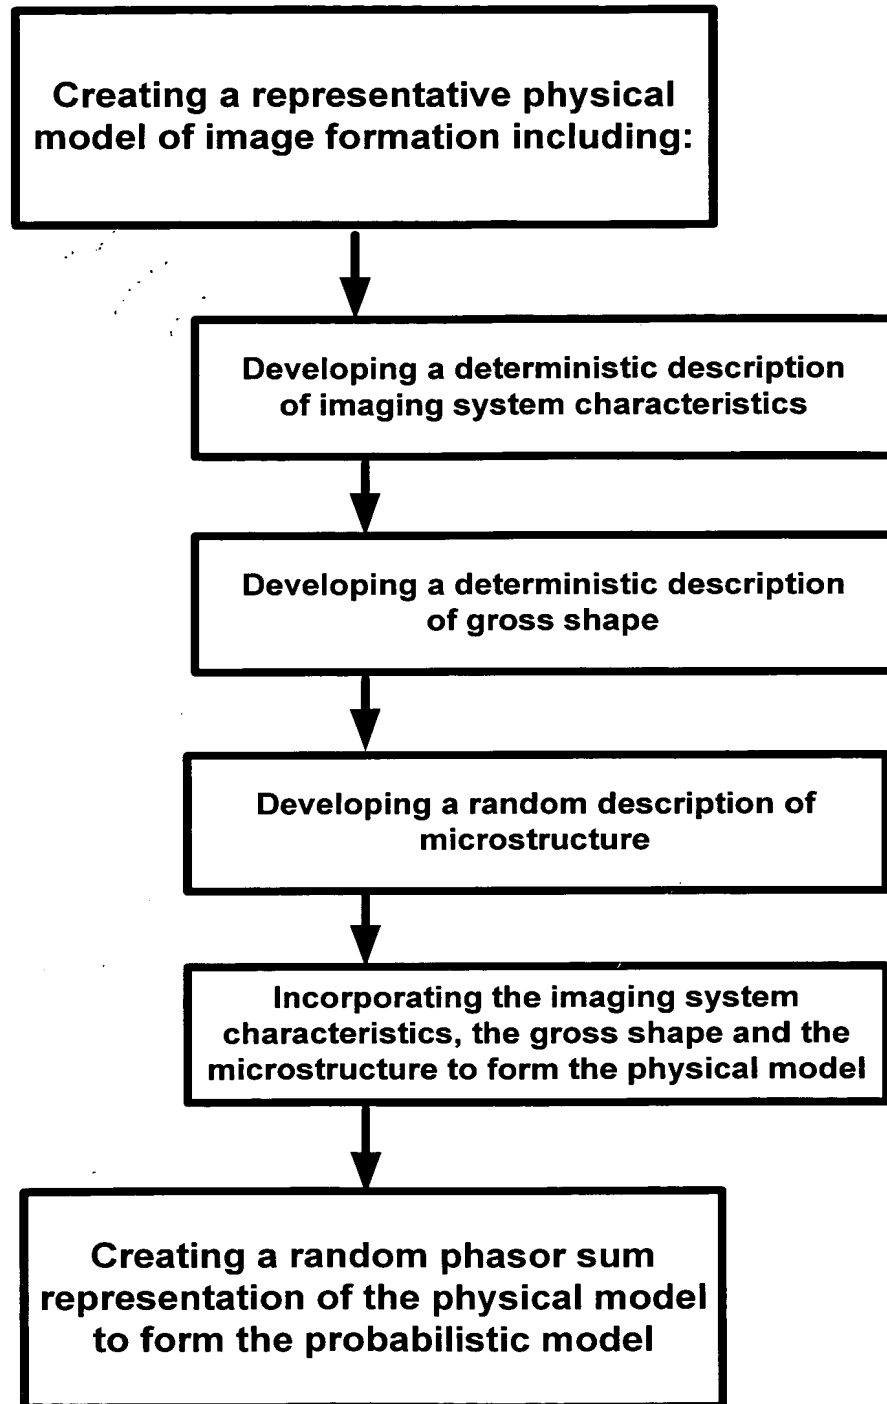 Creating a representative physical
model of image formation including:
Developing a deterministic description
of imaging system characteristics
Developing a deterministic description
of gross shape
Developing a random description of
microstructure
Incorporating the imaging system
characteristics, the gross shape and the
microstructure to form the physical model
Creating a random phasor sum
representation of the physical model
to form the probabilistic model